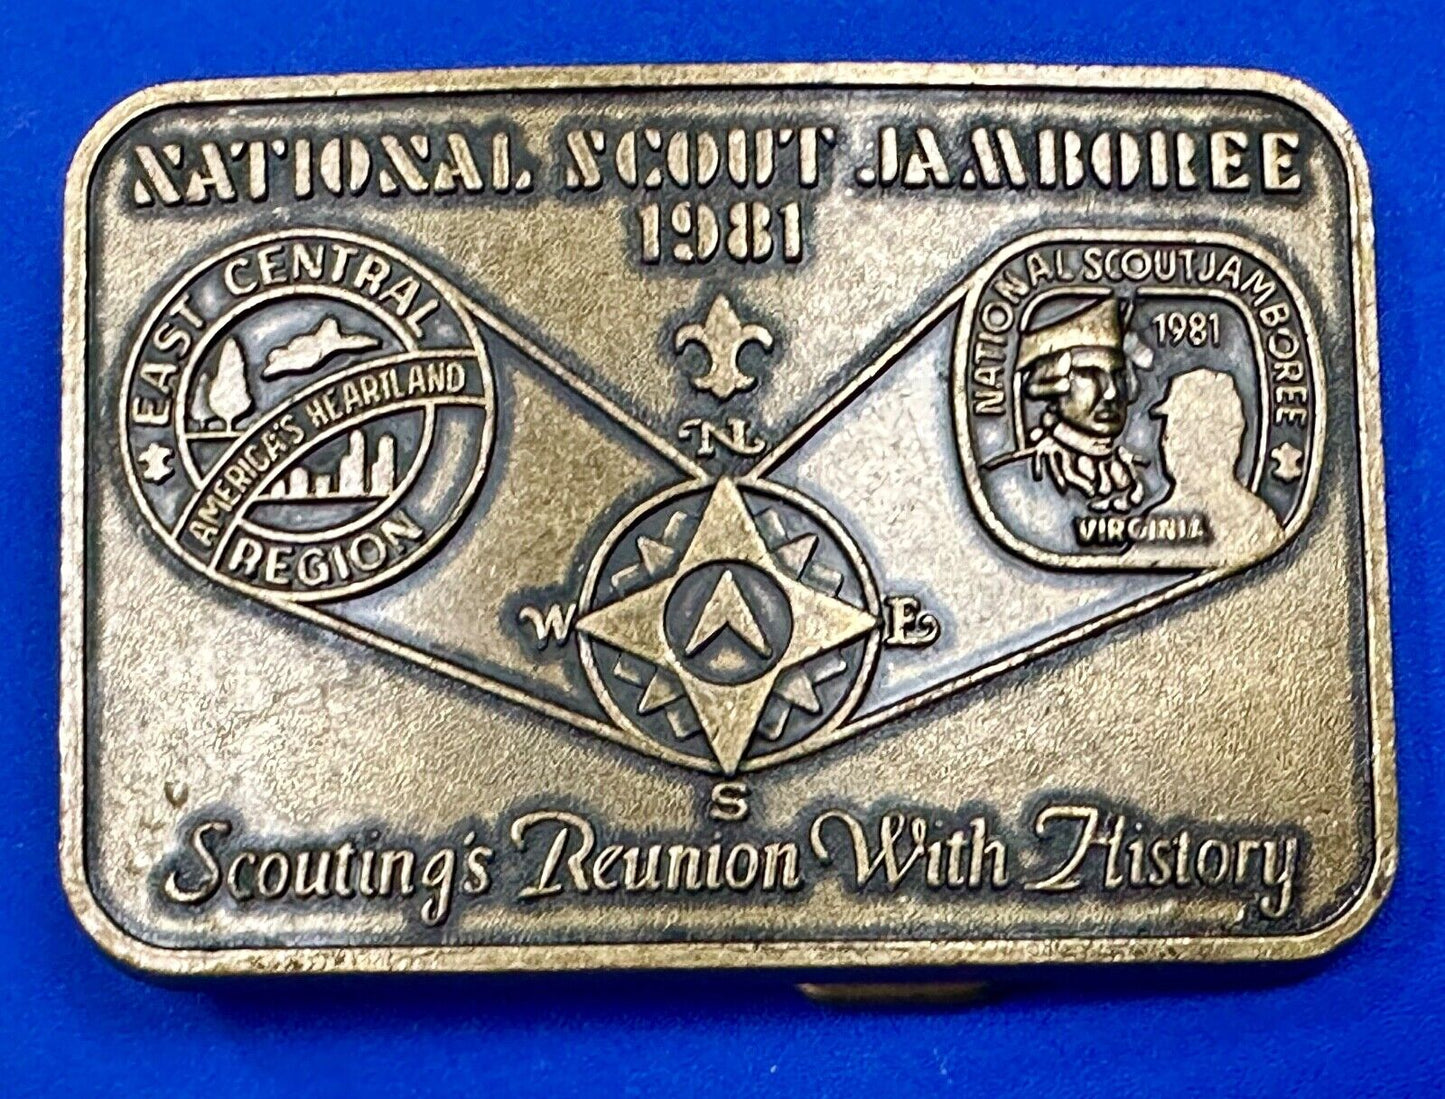 NATIONAL SCOUT JAMBOREE
1981
EAST CENTRAL
AMERICA'S HEARTLAND
REGION
NATIONAL SCOUT JAMBOREE
1981
VIRGINIA
N
W
E
S
Scouting's Reunion With History